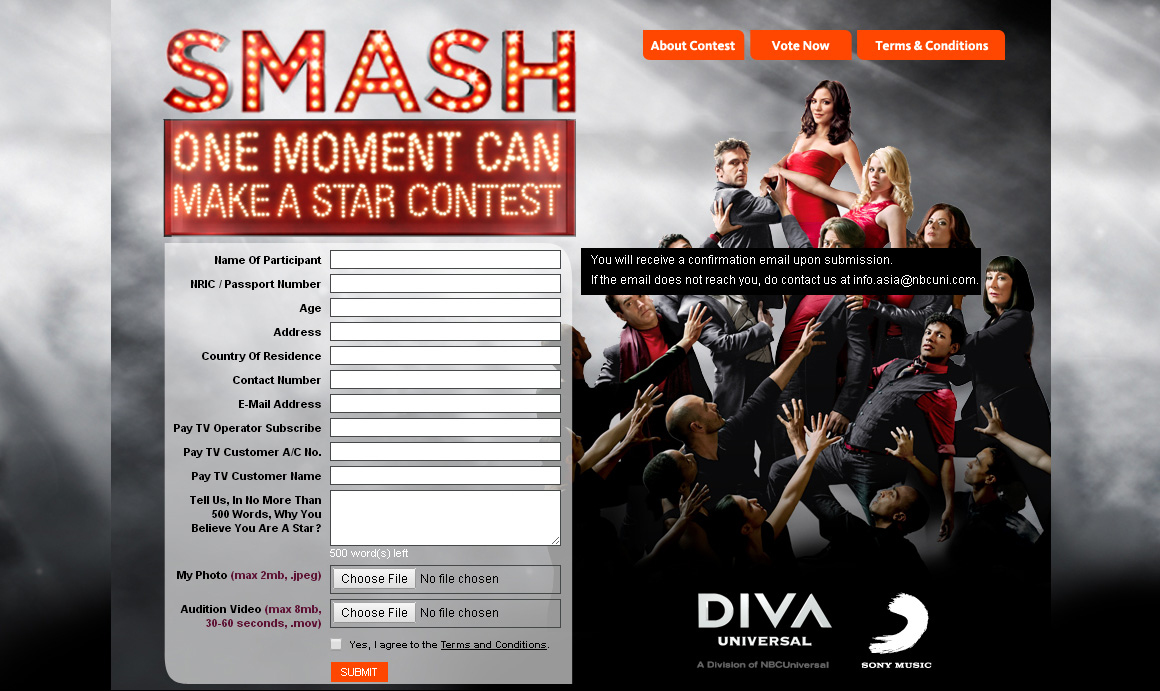 SMASH
ONE MOMENT CAN
MAKE A STAR CONTEST
About Contest
Vote Now
Terms & Conditions
You will receive a confirmation email upon submission.
If the email does not reach you, do contact us at info.asia@nbcuni.com.
Name Of Participant
NRIC / Passport Number
Age
Address
Country Of Residence
Contact Number
E-Mail Address
Pay TV Operator Subscribe
Pay TV Customer A/C No.
Pay TV Customer Name
Tell Us, In No More Than
500 Words, Why You
Believe You Are A Star?
500 word(s) left
My Photo (max 2mb, .jpeg)
Choose File No file chosen
Audition Video (max 8mb,
30-60 seconds, .mov)
Choose File No file chosen
Yes, I agree to the Terms and Conditions.
SUBMIT
DIVA
UNIVERSAL
A Division of NBCUniversal
SONY MUSIC